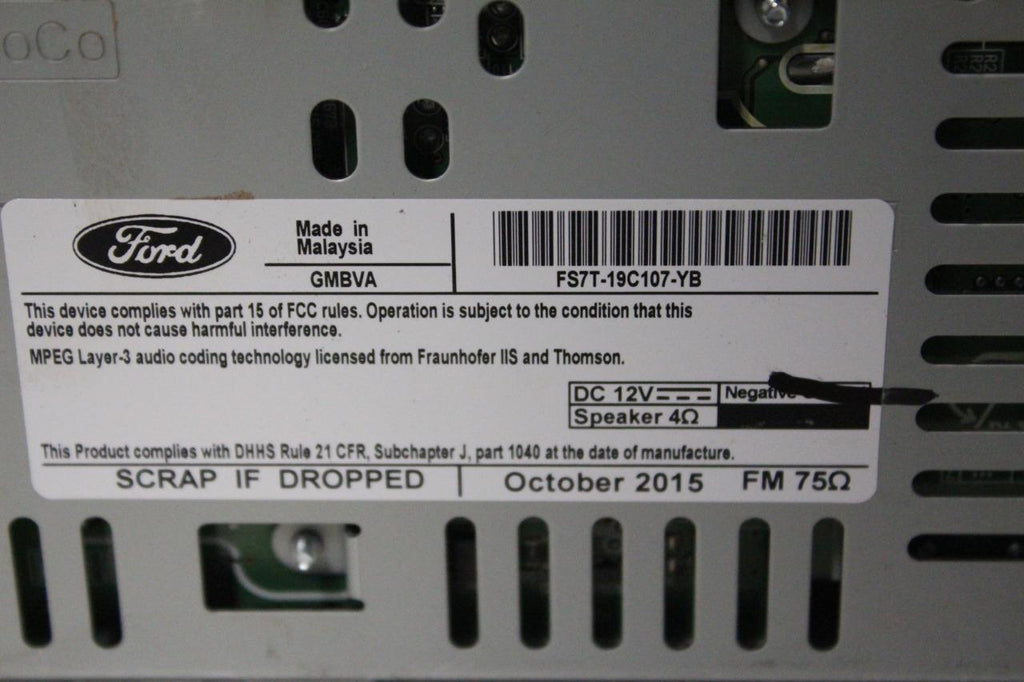 oCo
Ford
Made in
Malaysia
GMBVA
FS7T-19C107-YB
This device complies with part 15 of FCC rules. Operation is subject to the condition that this
device does not cause harmful interference.
MPEG Layer-3 audio coding technology licensed from Fraunhofer IIS and Thomson.
DC 12V
Negative
Speaker 4Ω
This Product complies with DHHS Rule 21 CFR, Subchapter J, part 1040 at the date of manufacture.
SCRAP IF DROPPED
October 2015
FM 75Ω